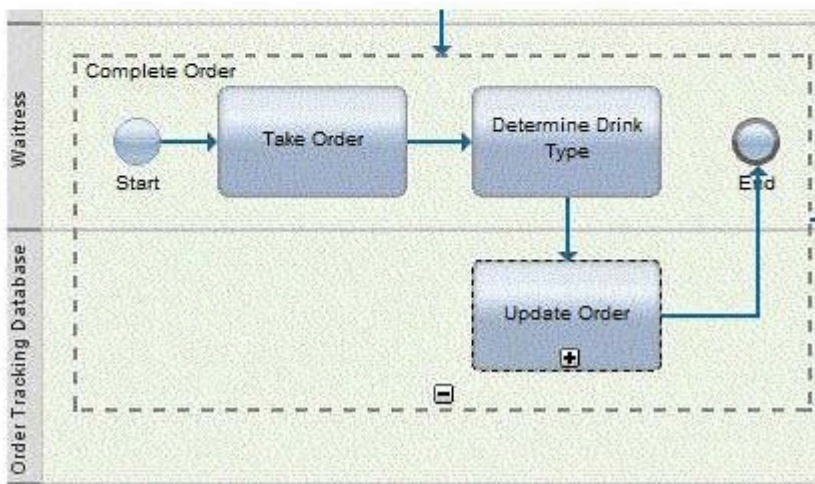 Waitress
Complete Order
Start
Take Order
Determine Drink
Type
End
Order Tracking Database
Update Order